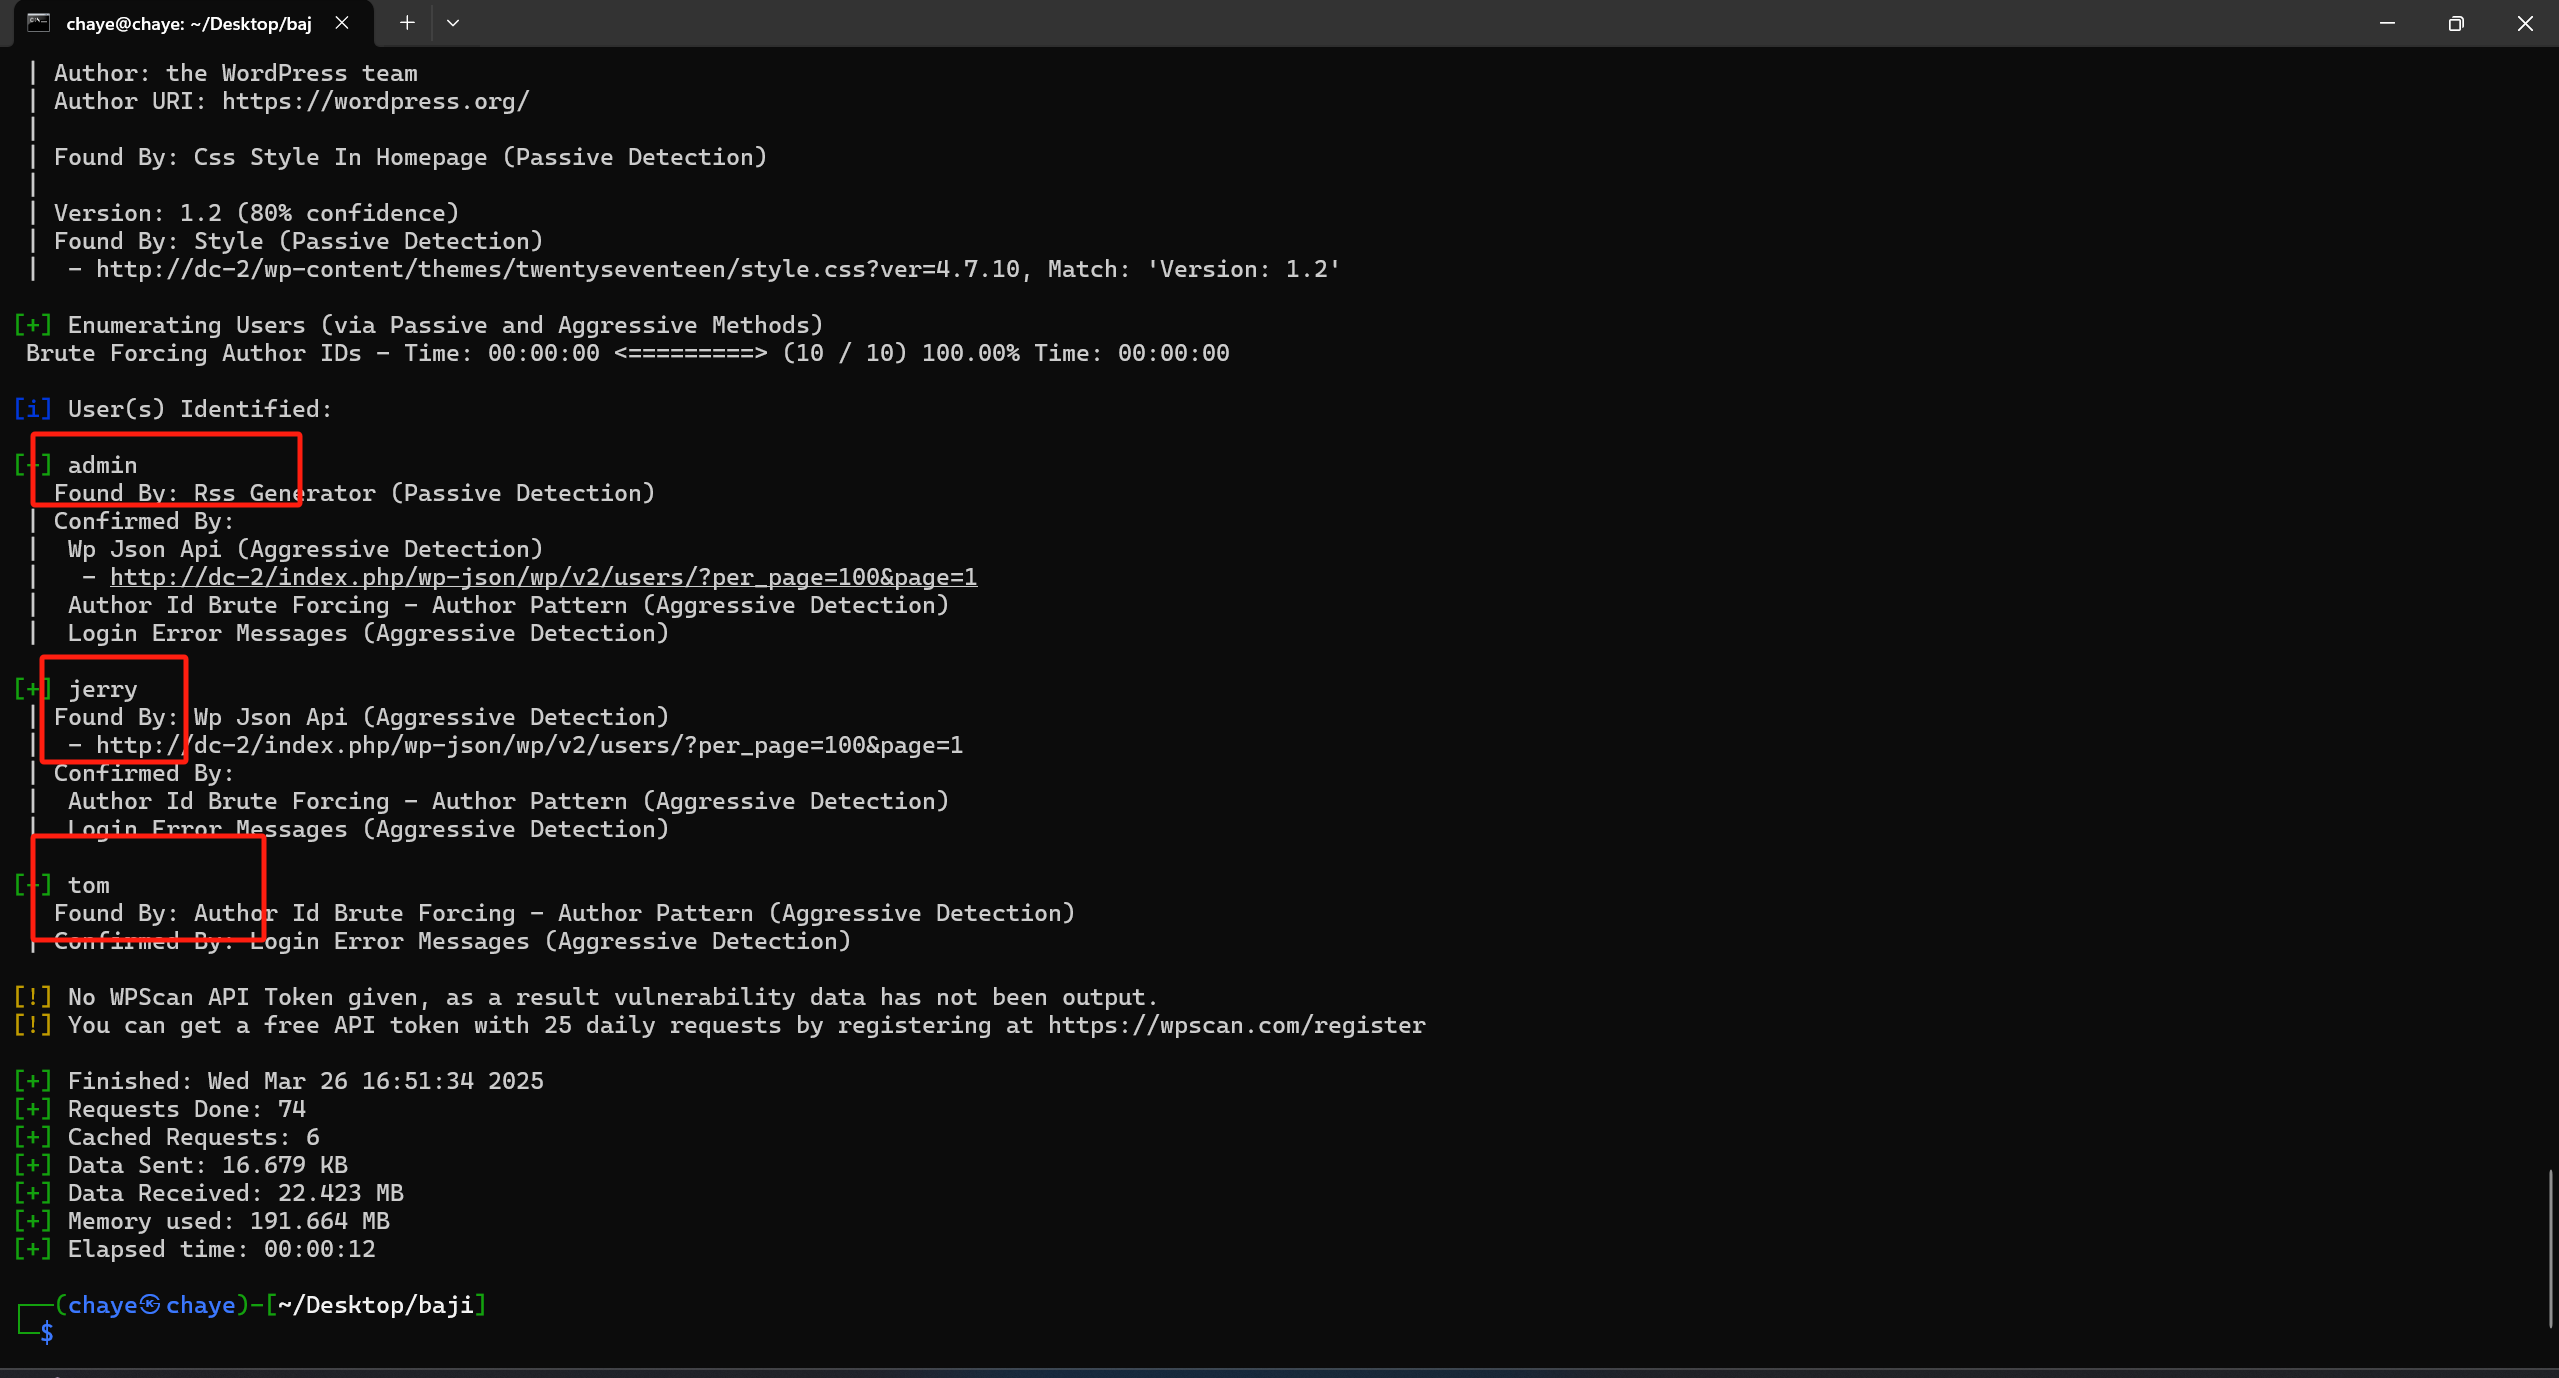 chaye@chaye: ~/Desktop/baj
| Author: the WordPress team
| Author URI: https://wordpress.org/
|
| Found By: Css Style In Homepage (Passive Detection)
|
| Version: 1.2 (80% confidence)
| Found By: Style (Passive Detection)
|  - http://dc-2/wp-content/themes/twentyseventeen/style.css?ver=4.7.10, Match: 'Version: 1.2'
[+] Enumerating Users (via Passive and Aggressive Methods)
Brute Forcing Author IDs - Time: 00:00:00 <=========> (10 / 10) 100.00% Time: 00:00:00
[i] User(s) Identified:
[+] admin
Found By: Rss Generator (Passive Detection)
| Confirmed By:
|  Wp Json Api (Aggressive Detection)
|   - http://dc-2/index.php/wp-json/wp/v2/users/?per_page=100&page=1
|  Author Id Brute Forcing - Author Pattern (Aggressive Detection)
|  Login Error Messages (Aggressive Detection)
[+] jerry
| Found By: Wp Json Api (Aggressive Detection)
|  - http://dc-2/index.php/wp-json/wp/v2/users/?per_page=100&page=1
| Confirmed By:
|  Author Id Brute Forcing - Author Pattern (Aggressive Detection)
|  Login Error Messages (Aggressive Detection)
[+] tom
Found By: Author Id Brute Forcing - Author Pattern (Aggressive Detection)
| Confirmed By: Login Error Messages (Aggressive Detection)
[!] No WPScan API Token given, as a result vulnerability data has not been output.
[!] You can get a free API token with 25 daily requests by registering at https://wpscan.com/register
[+] Finished: Wed Mar 26 16:51:34 2025
[+] Requests Done: 74
[+] Cached Requests: 6
[+] Data Sent: 16.679 KB
[+] Data Received: 22.423 MB
[+] Memory used: 191.664 MB
[+] Elapsed time: 00:00:12
┌──(chaye㉿chaye)-[~/Desktop/baji]
└─$